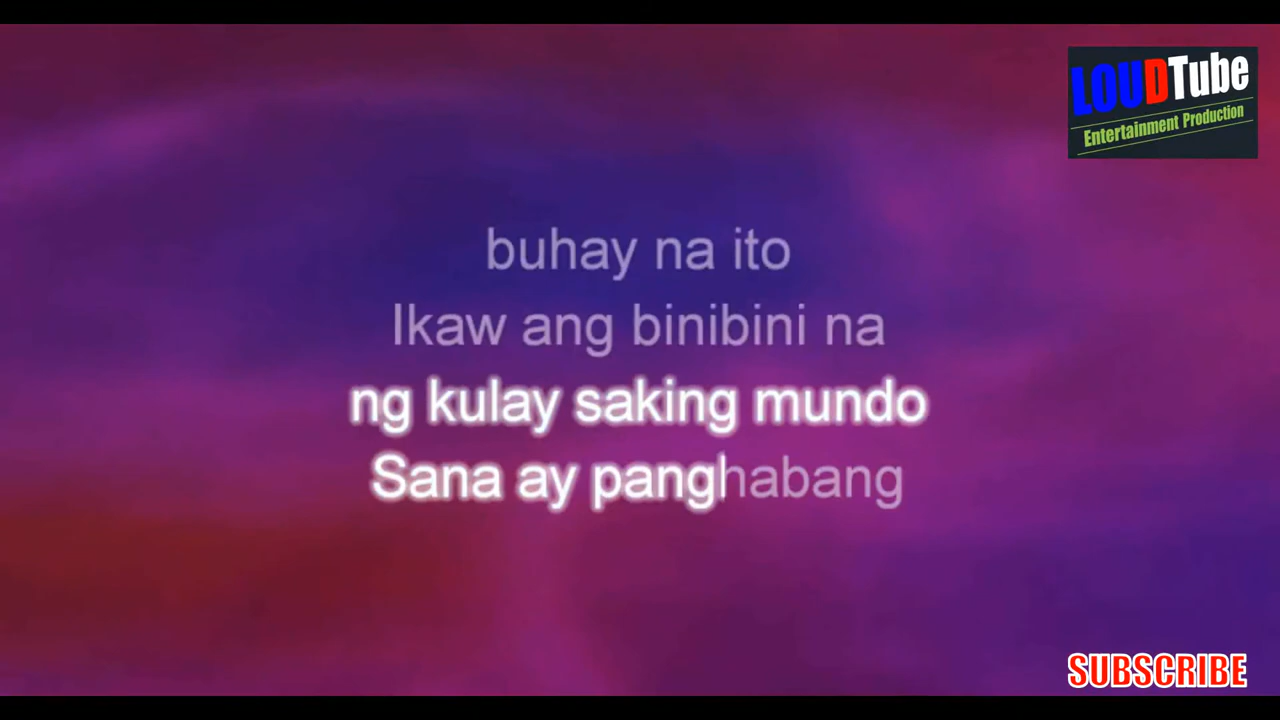 LOUDTube
Entertainment Production
buhay na ito
Ikaw ang binibini na
ng kulay saking mundo
Sana ay panghabang
SUBSCRIBE